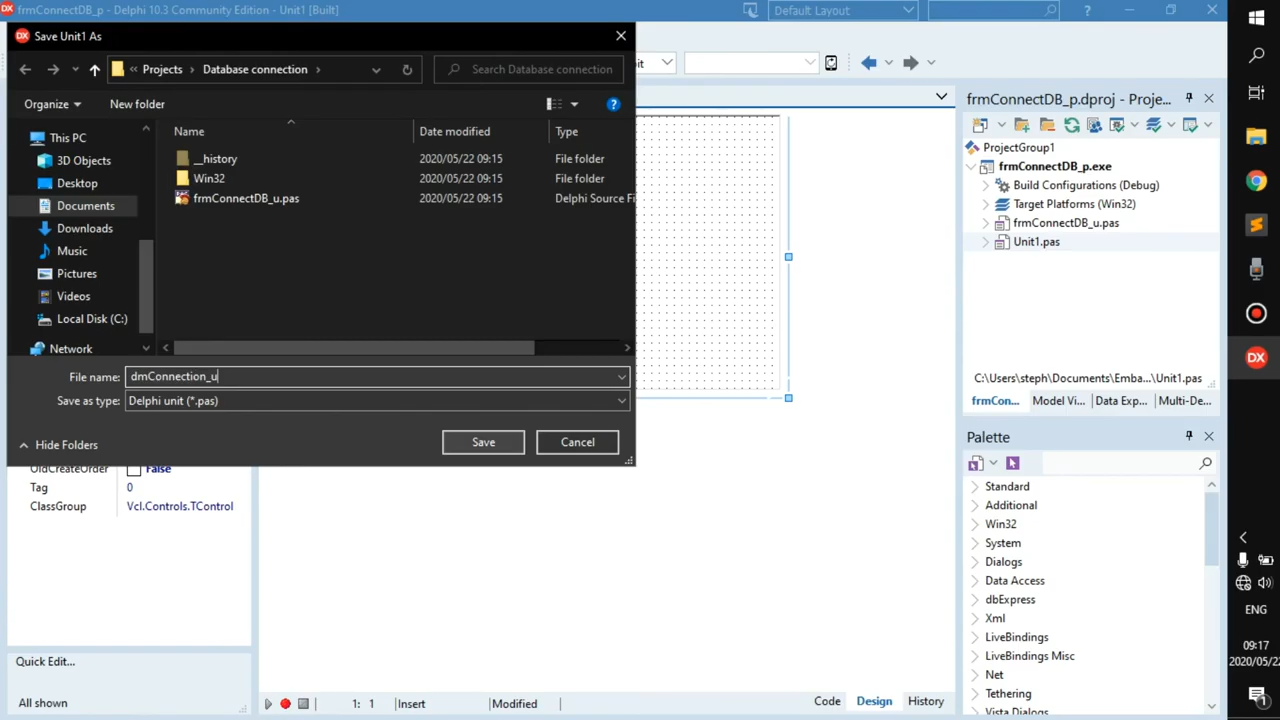 frmConnectDB_p - Delphi 10.3 Community Edition - Unit1 [Built]
Default Layout
Save Unit1 As
Projects
Database connection
Search Database connection
Organize
New folder
Name
Date modified
Type
This PC
3D Objects
Desktop
Documents
Downloads
Music
Pictures
Videos
Local Disk (C:)
Network
__history
2020/05/22 09:15
File folder
Win32
2020/05/22 09:15
File folder
frmConnectDB_u.pas
2020/05/22 09:15
Delphi Source Fi
File name:
dmConnection_u
Save as type:
Delphi unit (*.pas)
Hide Folders
Save
Cancel
OldCreateOrder
False
Tag
0
ClassGroup
Vcl.Controls.TControl
Quick Edit...
All shown
1: 1
Insert
Modified
Code
Design
History
frmConnectDB_p.dproj - Proje...
ProjectGroup1
frmConnectDB_p.exe
Build Configurations (Debug)
Target Platforms (Win32)
frmConnectDB_u.pas
Unit1.pas
C:\Users\steph\Documents\Emba...\Unit1.pas
frmCon...
Model Vi...
Data Exp...
Multi-De...
Palette
Standard
Additional
Win32
System
Dialogs
Data Access
dbExpress
Xml
LiveBindings
LiveBindings Misc
Net
Tethering
Vista Dialogs
DX
ENG
09:17
2020/05/22
1